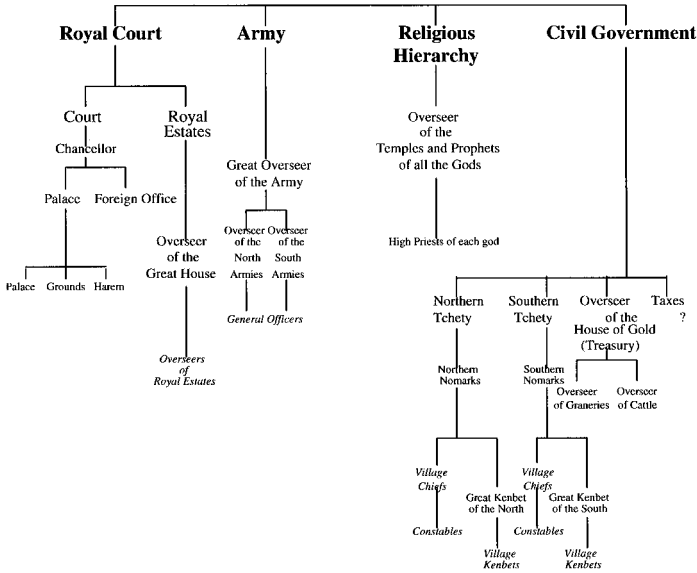 Royal Court
Army
Religious
Hierarchy
Civil Government
Court
Chancellor
Palace
Foreign Office
Palace
Grounds
Harem
Royal
Estates
Overseer
of the
Great House
Overseers
of
Royal Estates
Great Overseer
of the Army
Overseer
of the
North
Armies
Overseer
of the
South
Armies
General Officers
Overseer
of the
Temples and Prophets
of all the Gods
High Priests of each god
Northern
Tchety
Northern
Nomarks
Village
Chiefs
Constables
Great Kenbet
of the North
Village
Kenbets
Southern
Tchety
Southern
Nomarks
Village
Chiefs
Constables
Great Kenbet
of the South
Village
Kenbets
Overseer
of the
House of Gold
(Treasury)
Overseer
of Graneries
Overseer
of Cattle
Taxes
?